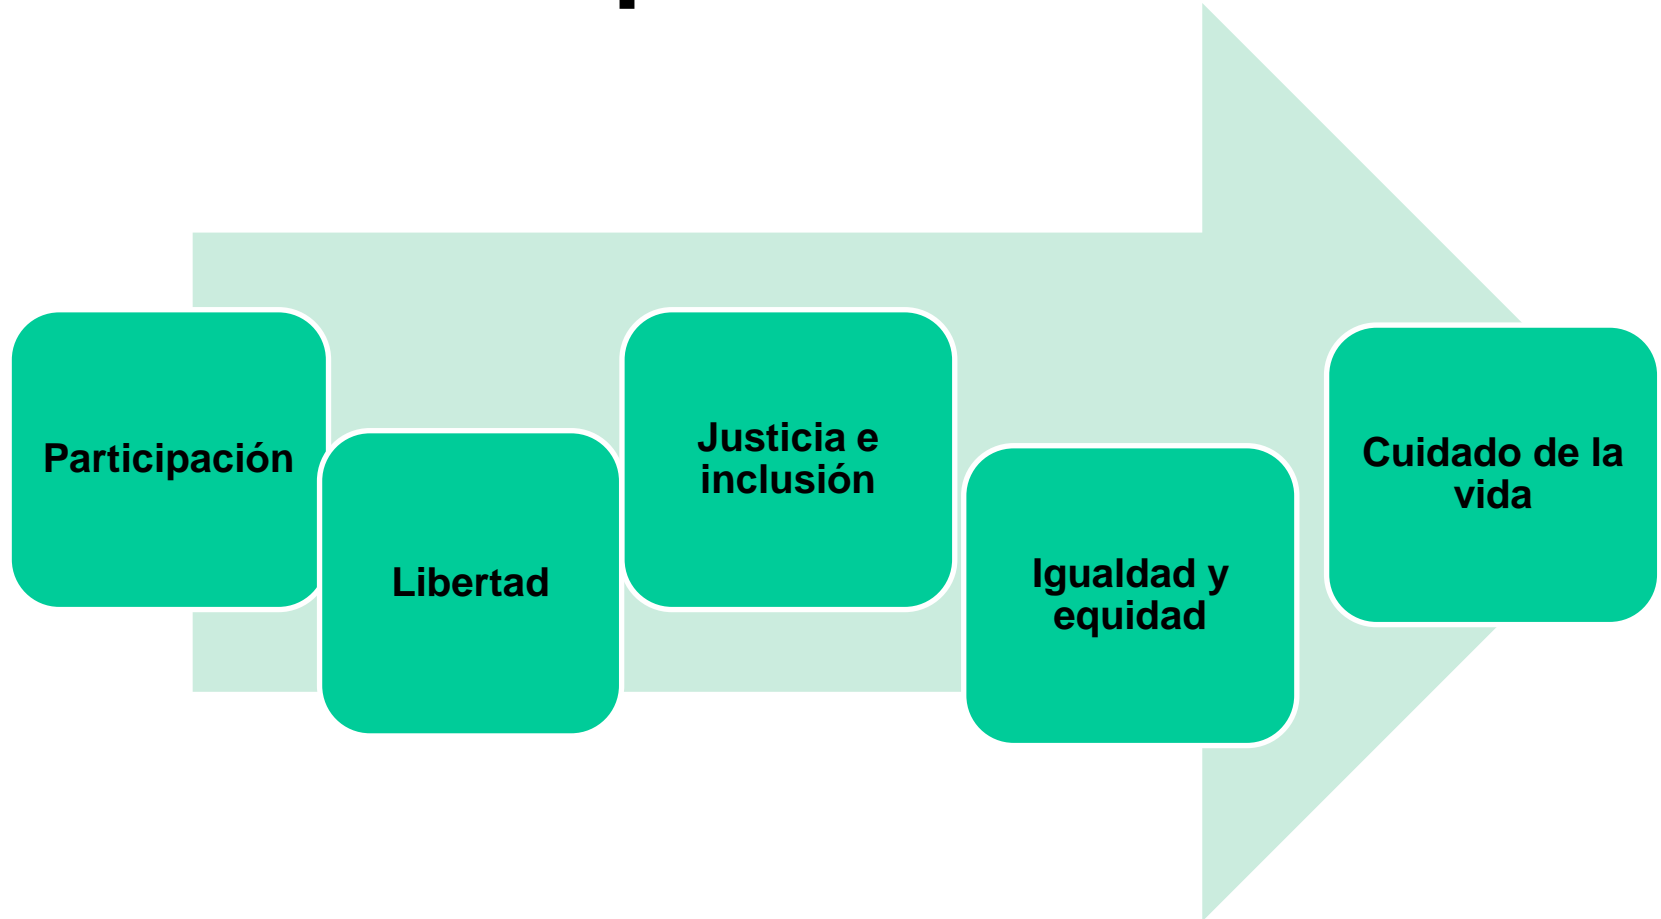 Participación
Libertad
Justicia e
inclusión
Igualdad y
equidad
Cuidado de la
vida